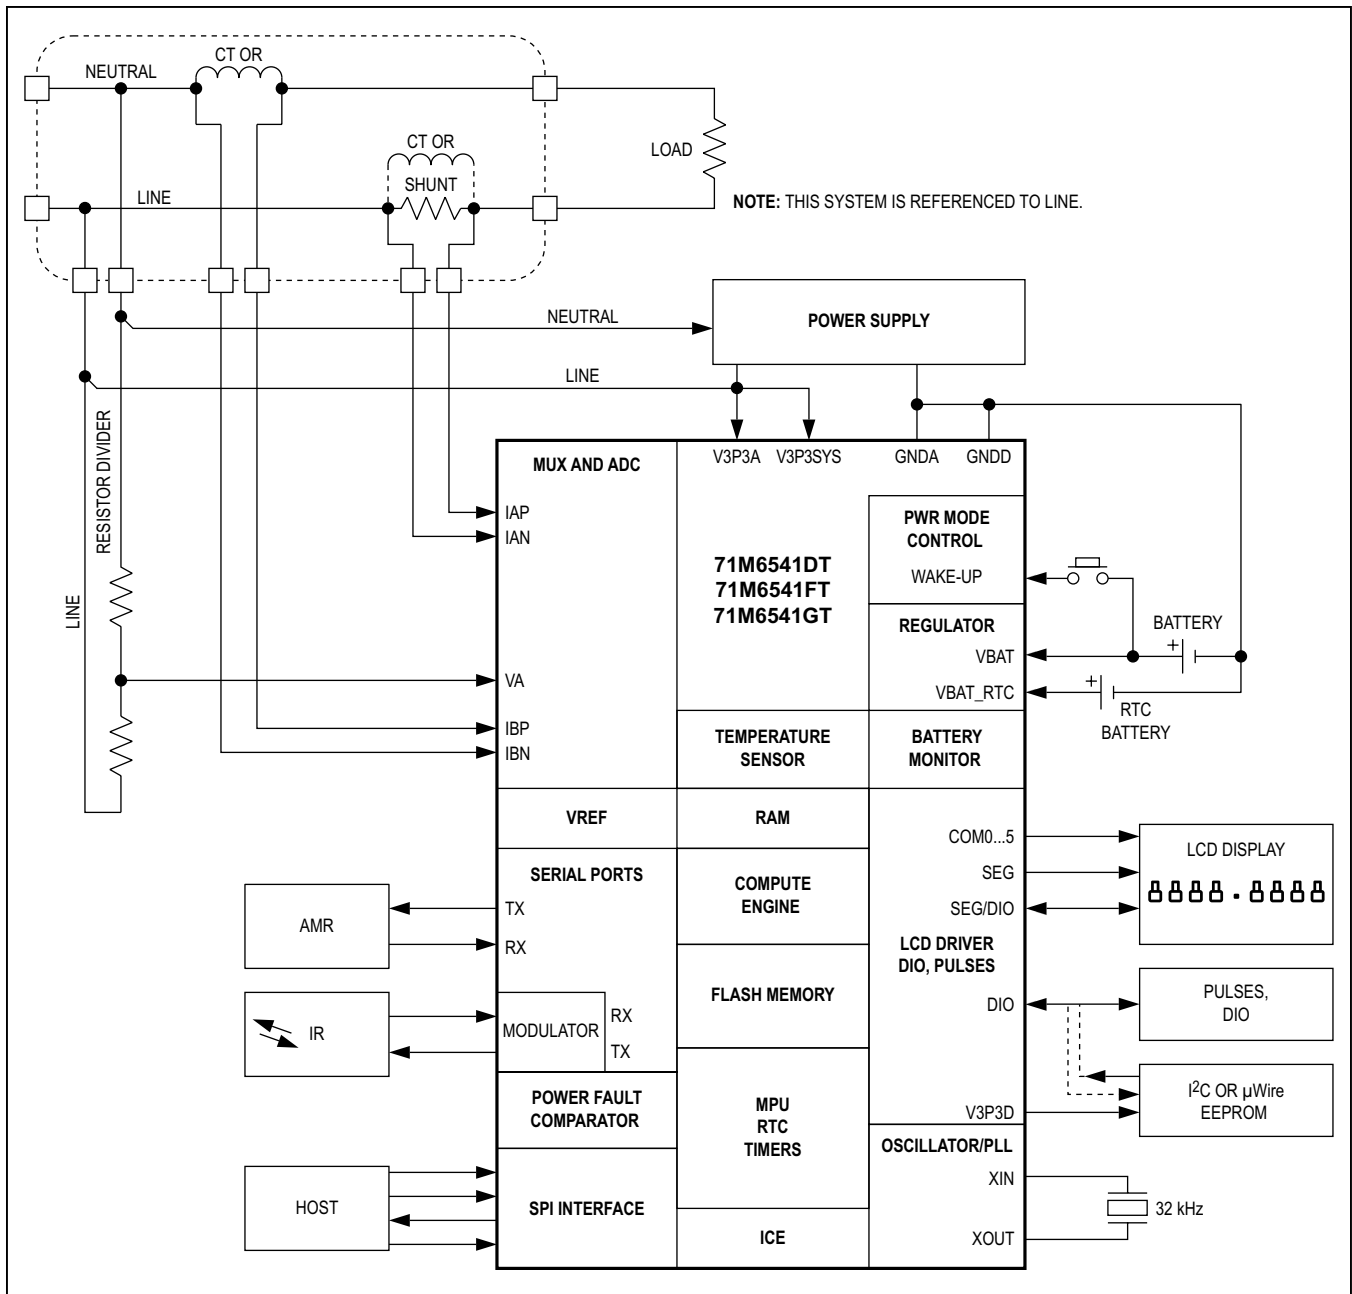 CT OR
NEUTRAL
CT OR
LOAD
SHUNT
LINE
NOTE: THIS SYSTEM IS REFERENCED TO LINE.
NEUTRAL
POWER SUPPLY
LINE
RESISTOR DIVIDER
LINE
MUX AND ADC
V3P3A
V3P3SYS
GNDA
GNDD
IAP
IAN
PWR MODE
CONTROL
WAKE-UP
71M6541DT
71M6541FT
71M6541GT
REGULATOR
BATTERY
+
VBAT
VA
VBAT_RTC
+
RTC
BATTERY
IBP
IBN
TEMPERATURE
SENSOR
BATTERY
MONITOR
VREF
RAM
COM0...5
LCD DISPLAY
SERIAL PORTS
SEG
COMPUTE
ENGINE
8888.8888
AMR
TX
SEG/DIO
RX
LCD DRIVER
DIO, PULSES
FLASH MEMORY
DIO
PULSES,
DIO
IR
MODULATOR
RX
TX
POWER FAULT
COMPARATOR
MPU
RTC
TIMERS
V3P3D
I²C OR µWire
EEPROM
OSCILLATOR/PLL
XIN
HOST
SPI INTERFACE
32 kHz
ICE
XOUT